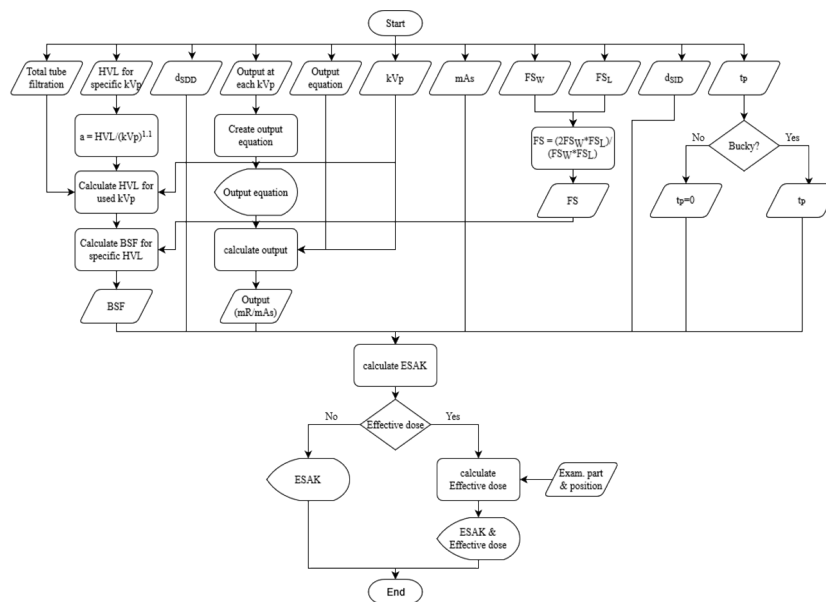 Start
Total tube
filtration
HVL for
specific kVp
dSDD
Output at
each kVp
Output
equation
kVp
mAs
FSW
FSL
dSID
tp
a = HVL/(kVp)1.1
Create output
equation
FS = (2FSW*FSL)/
(FSW*FSL)
No
Bucky?
Yes
Calculate HVL for
used kVp
Output equation
FS
tp=0
tp
Calculate BSF for
specific HVL
calculate output
BSF
Output
(mR/mAs)
calculate ESAK
No
Effective dose
Yes
ESAK
calculate
Effective dose
Exam. part
& position
ESAK &
Effective dose
End